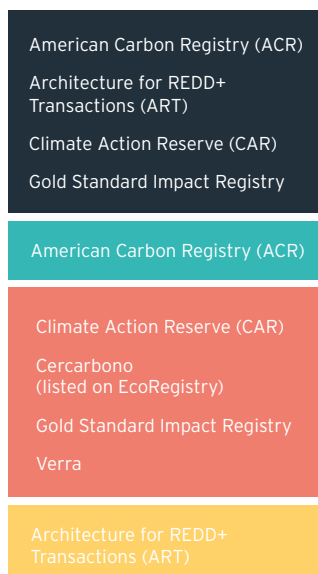 American Carbon Registry (ACR)
Architecture for REDD+
Transactions (ART)
Climate Action Reserve (CAR)
Gold Standard Impact Registry
American Carbon Registry (ACR)
Climate Action Reserve (CAR)
Cercarbono
(listed on EcoRegistry)
Gold Standard Impact Registry
Verra
Architecture for REDD+
Transactions (ART)